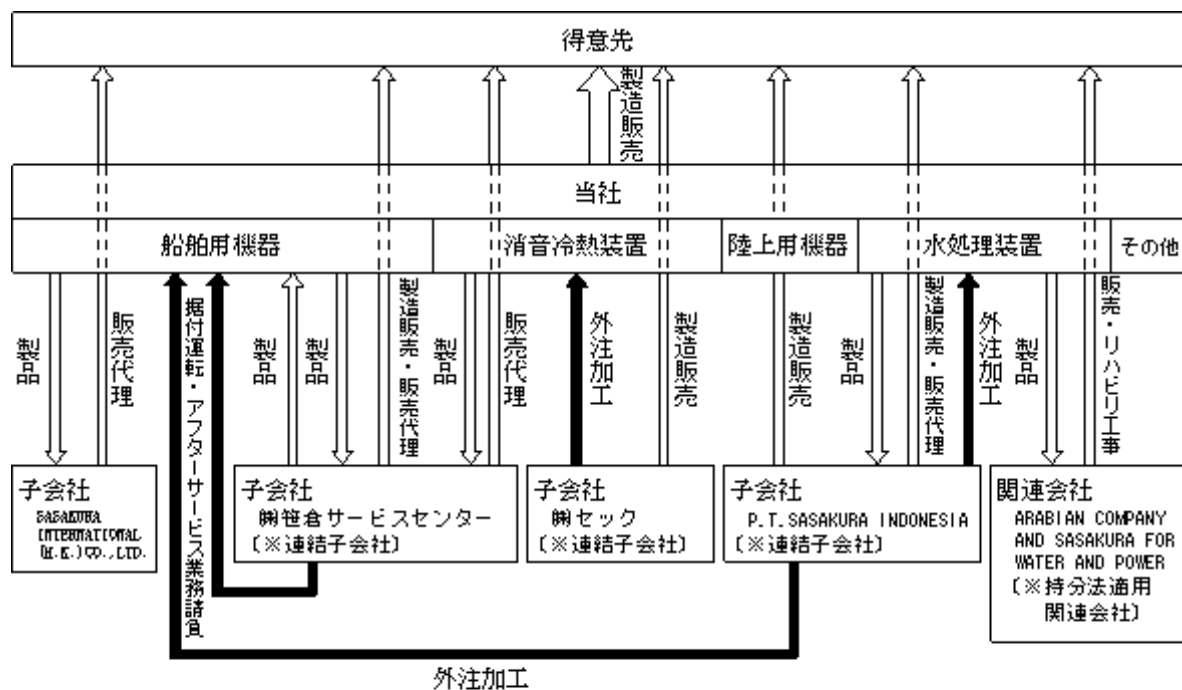 得意先
製造販売
当社
船舶用機器
消音冷熱装置
陸上用機器
水処理装置
その他
製品
販売代理
据付運転・アフターサービス業務請負
製品
製品
製造販売・販売代理
製品
販売代理
外注加工
製造販売
製造販売
製品
製造販売・販売代理
外注加工
製品
販売・リハビリ工事
子会社
SASAKURA
INTERNATIONAL
(H.K.)CO.,LTD.
子会社
㈱笹倉サービスセンター
〔※連結子会社〕
子会社
㈱セック
〔※連結子会社〕
子会社
P.T.SASAKURA INDONESIA
〔※連結子会社〕
関連会社
ARABIAN COMPANY
AND SASAKURA FOR
WATER AND POWER
〔※持分法適用
関連会社〕
外注加工